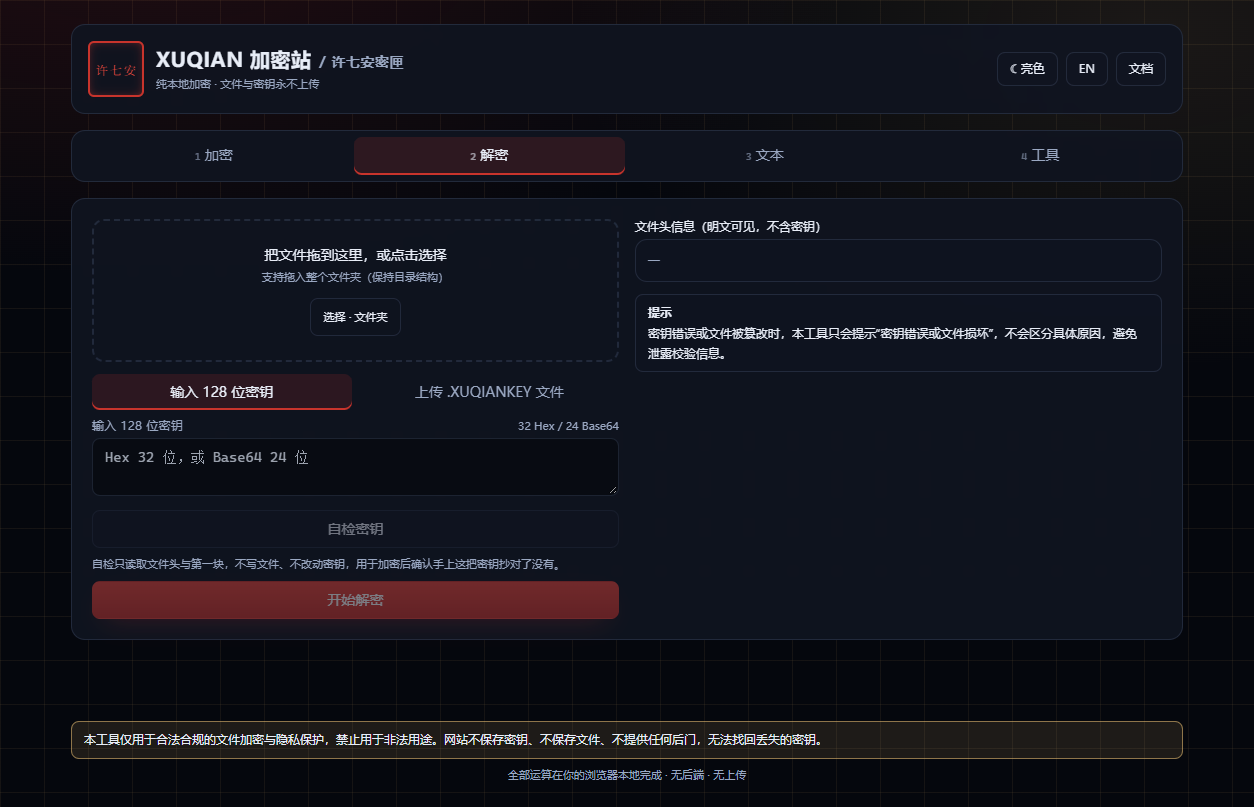 许七安
XUQIAN 加密站 / 许七安密匣
纯本地加密 · 文件与密钥永不上传
☾ 亮色
EN
文档
1 加密
2 解密
3 文本
4 工具
把文件拖到这里，或点击选择
支持拖入整个文件夹（保持目录结构）
选择 · 文件夹
输入 128 位密钥
上传 .XUQIANKEY 文件
输入 128 位密钥
32 Hex / 24 Base64
Hex 32 位，或 Base64 24 位
自检密钥
自检只读取文件头与第一块，不写文件、不改动密钥，用于加密后确认手上这把密钥抄对了没有。
开始解密
文件头信息（明文可见，不含密钥）
—
提示
密钥错误或文件被篡改时，本工具只会提示“密钥错误或文件损坏”，不会区分具体原因，避免
泄露校验信息。
本工具仅用于合法合规的文件加密与隐私保护，禁止用于非法用途。网站不保存密钥、不保存文件、不提供任何后门，无法找回丢失的密钥。
全部运算在你的浏览器本地完成 · 无后端 · 无上传